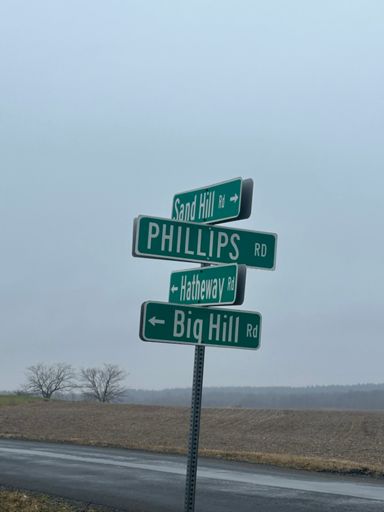 Sand Hill Rd →
PHILLIPS RD
← Hatheway Rd
← Big Hill Rd